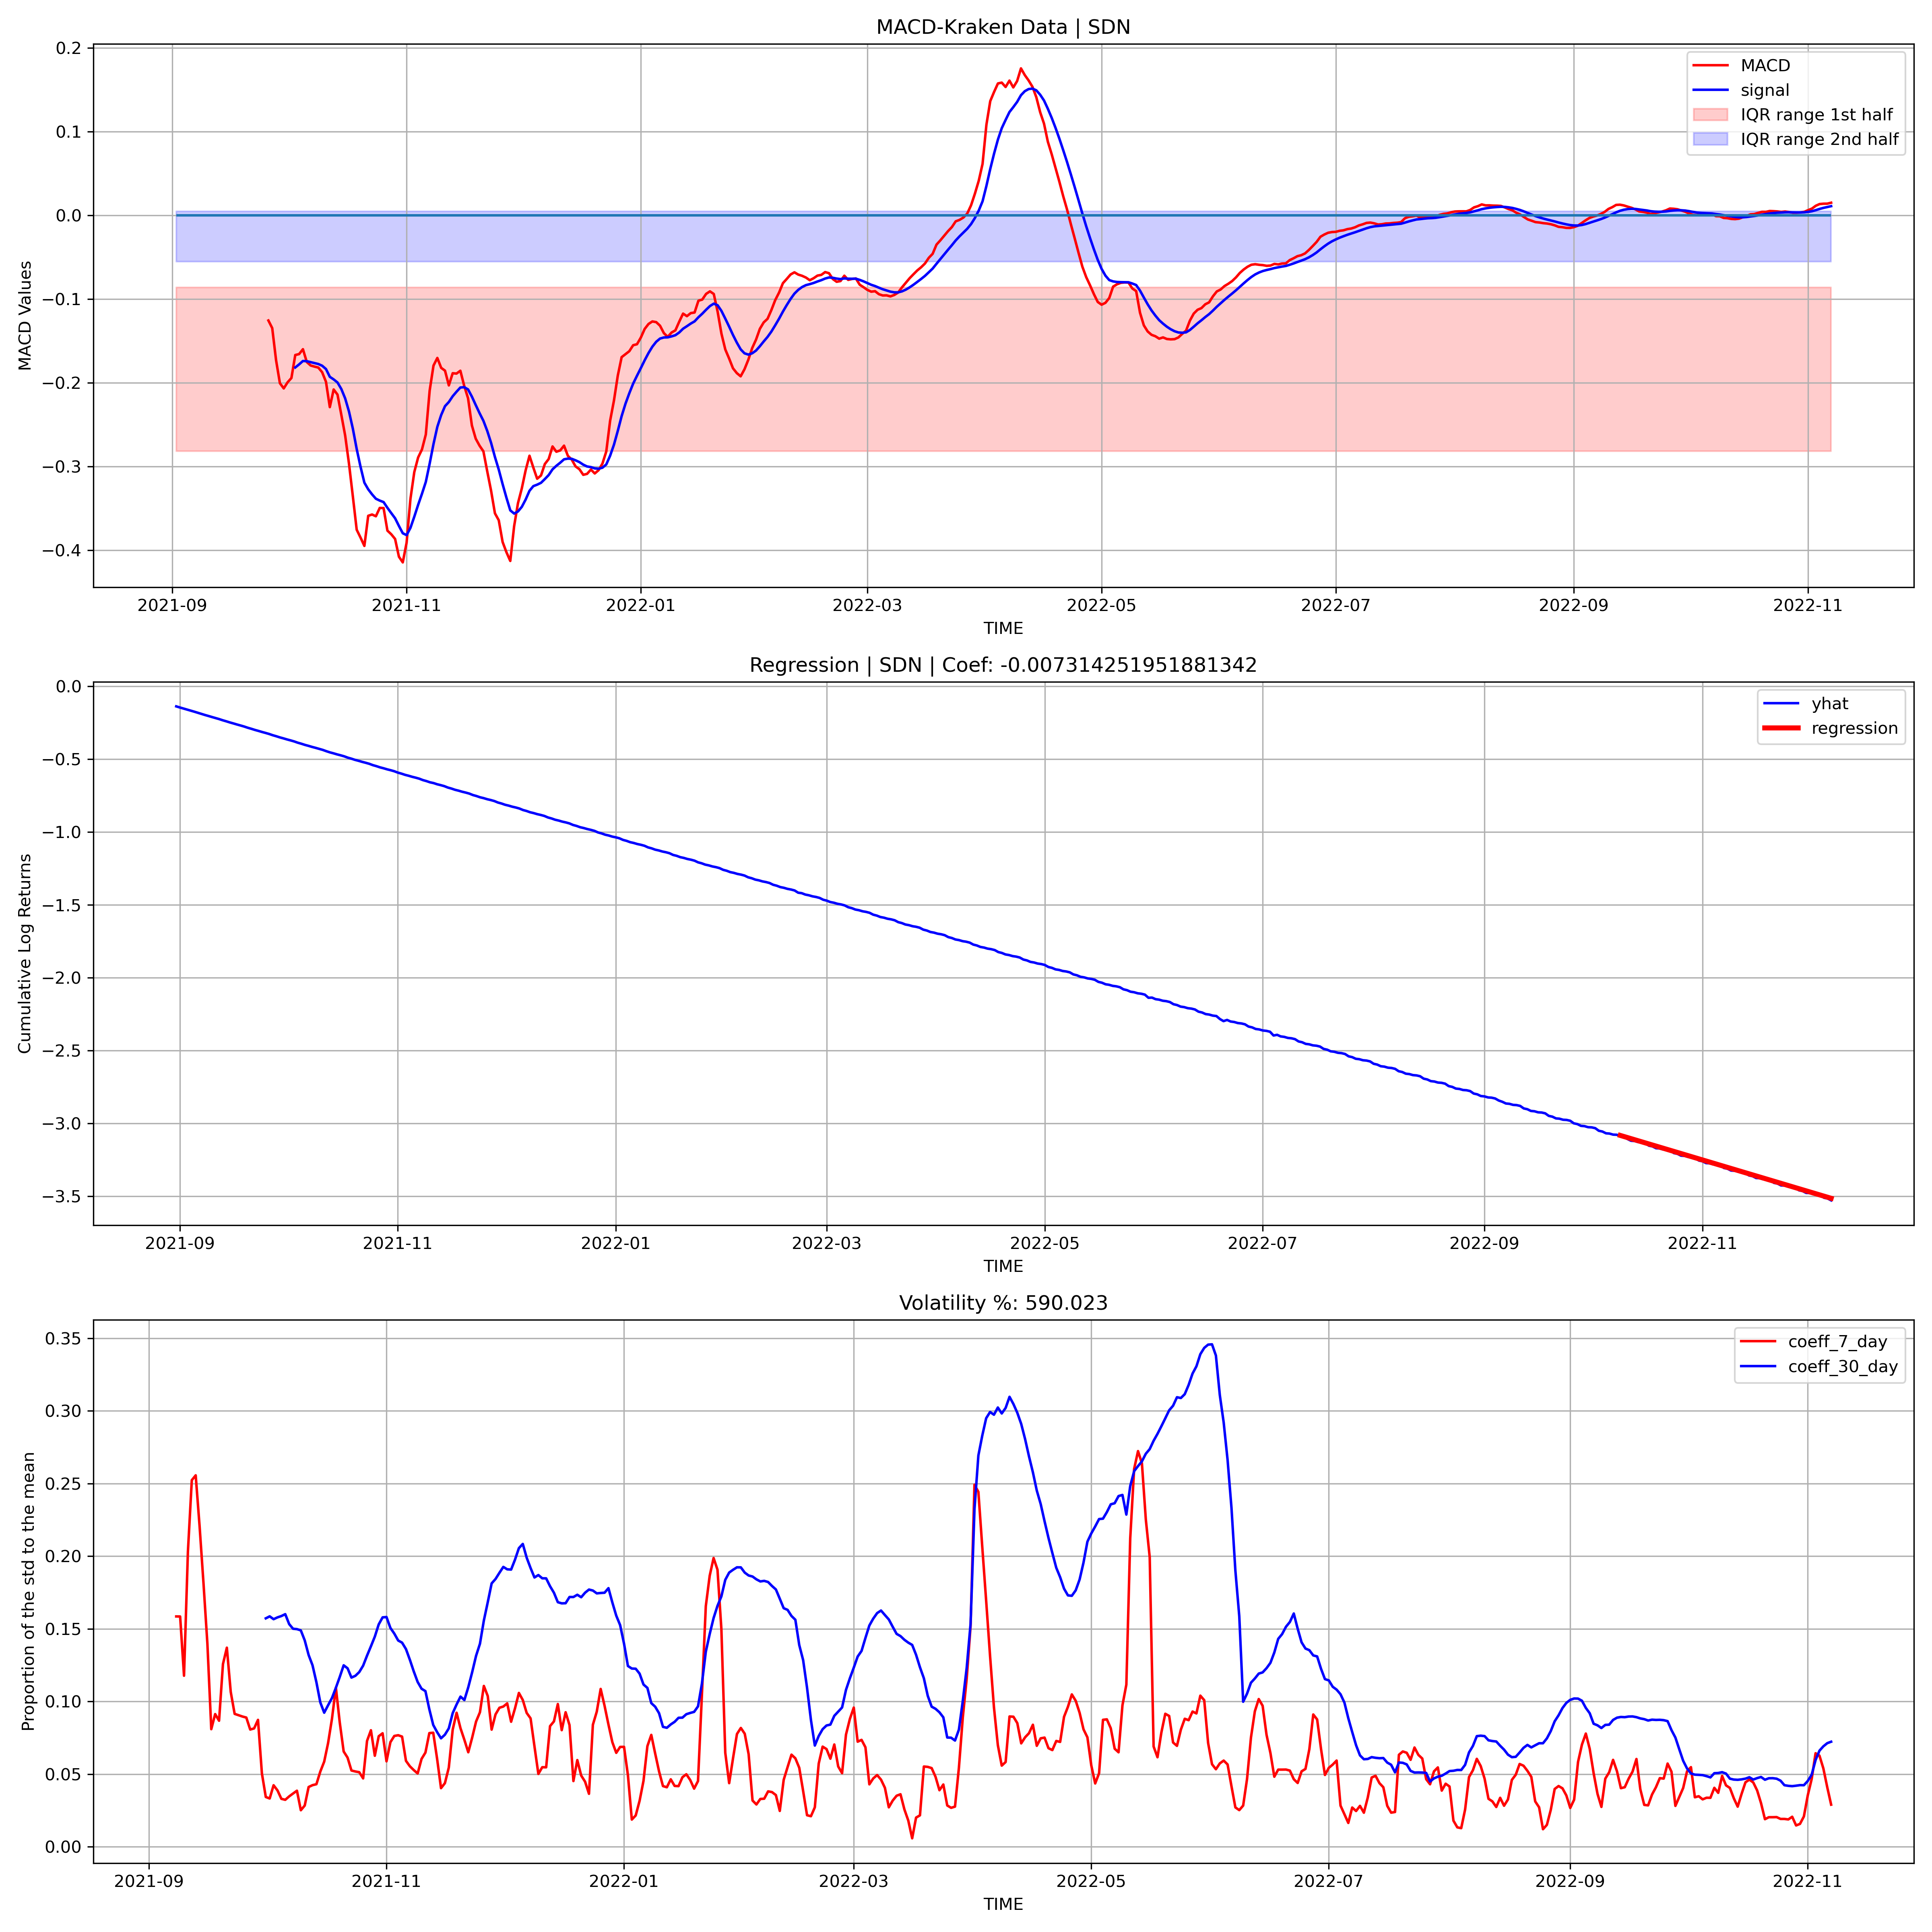 MACD-Kraken Data | SDN
MACD Values
0.2
0.1
0.0
−0.1
−0.2
−0.3
−0.4
MACD
signal
IQR range 1st half
IQR range 2nd half
2021-09
2021-11
2022-01
2022-03
2022-05
2022-07
2022-09
2022-11
TIME
Regression | SDN | Coef: -0.007314251951881342
Cumulative Log Returns
0.0
−0.5
−1.0
−1.5
−2.0
−2.5
−3.0
−3.5
yhat
regression
2021-09
2021-11
2022-01
2022-03
2022-05
2022-07
2022-09
2022-11
TIME
Volatility %: 590.023
Proportion of the std to the mean
0.35
0.30
0.25
0.20
0.15
0.10
0.05
0.00
coeff_7_day
coeff_30_day
2021-09
2021-11
2022-01
2022-03
2022-05
2022-07
2022-09
2022-11
TIME